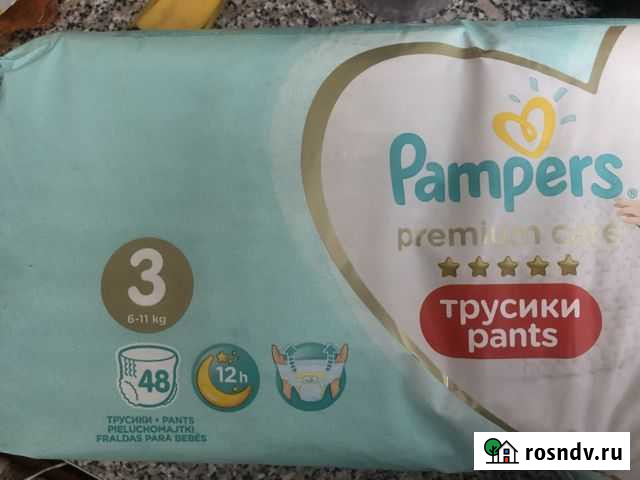 Pampers®
premium care
трусики
pants
3
6-11 kg
48
12h
ТРУСИКИ • PANTS
PIELUCHOMAJTKI
FRALDAS PARA BEBÉS
rosndv.ru